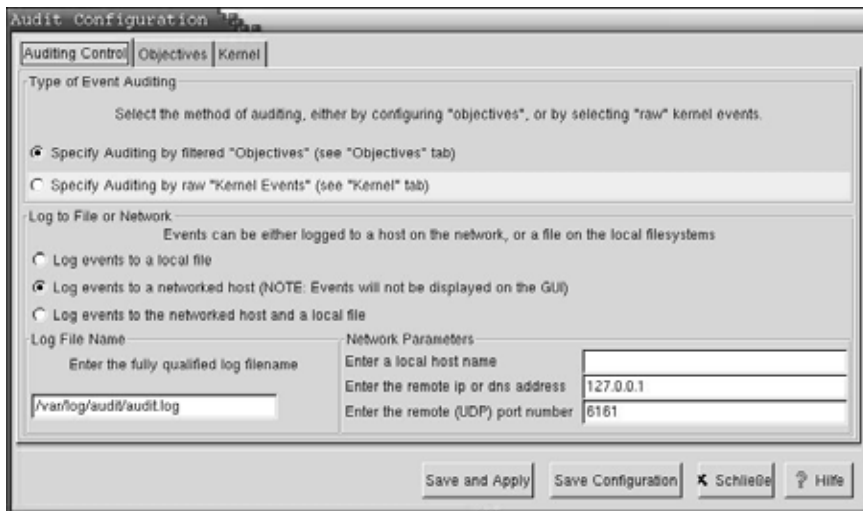 Audit Configuration
Auditing Control Objectives Kernel
Type of Event Auditing
Select the method of auditing, either by configuring "objectives", or by selecting "raw" kernel events.
Specify Auditing by filtered "Objectives" (see "Objectives" tab)
Specify Auditing by raw "Kernel Events" (see "Kernel" tab)
Log to File or Network
Events can be either logged to a host on the network, or a file on the local filesystems
Log events to a local file
Log events to a networked host (NOTE: Events will not be displayed on the GUI)
Log events to the networked host and a local file
Log File Name
Enter the fully qualified log filename
/var/log/audit/audit.log
Network Parameters
Enter a local host name
Enter the remote ip or dns address 127.0.0.1
Enter the remote (UDP) port number 6161
Save and Apply Save Configuration Schließe Hilfe